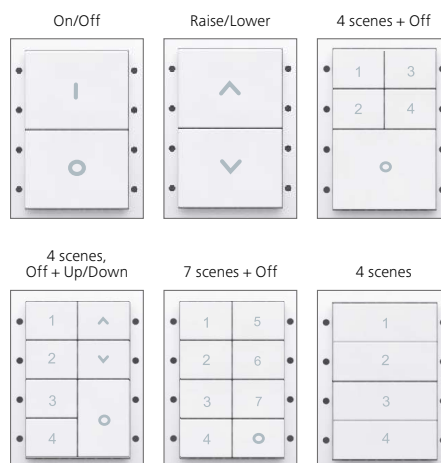 On/Off
I
O
Raise/Lower
4 scenes + Off
1 3
2 4
O
4 scenes,
Off + Up/Down
1
2
3
O
4
7 scenes + Off
1 5
2 6
3 7
4 O
4 scenes
1
2
3
4